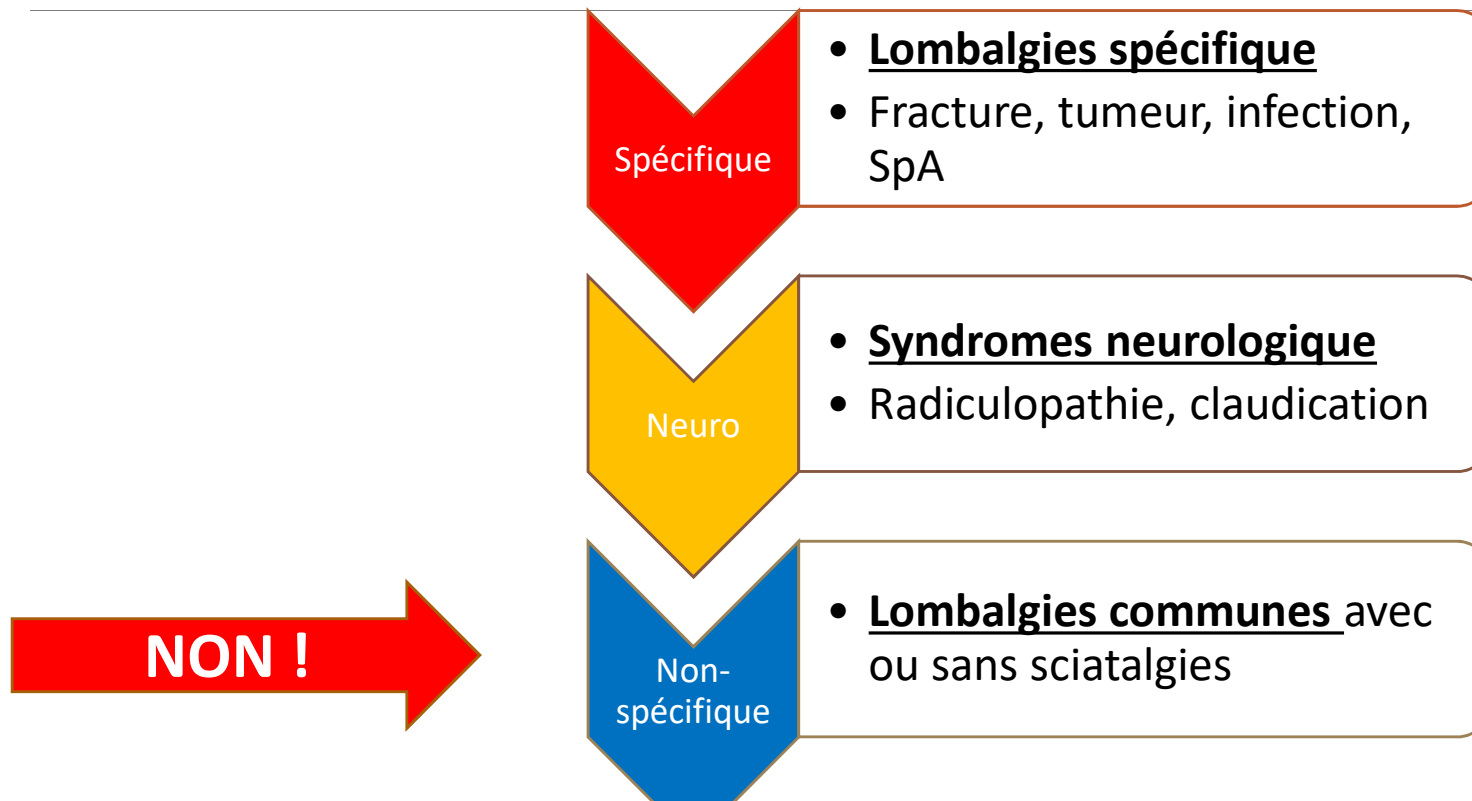 Spécifique
• Lombalgies spécifique
• Fracture, tumeur, infection,
SpA
Neuro
• Syndromes neurologique
• Radiculopathie, claudication
NON !
Non-
spécifique
• Lombalgies communes avec
ou sans sciatalgies